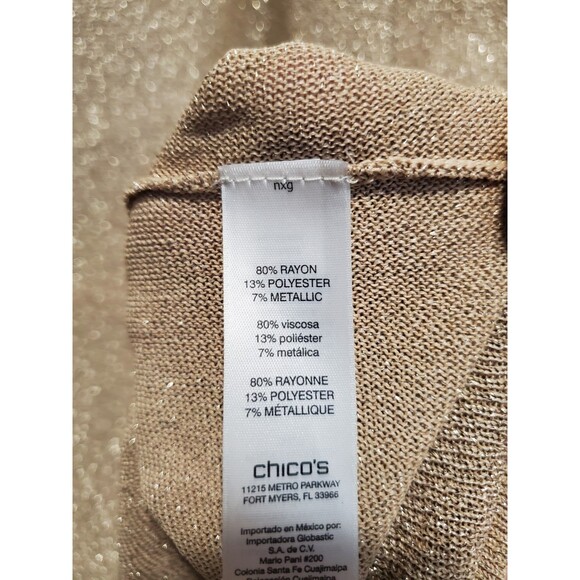 nxg
80% RAYON
13% POLYESTER
7% METALLIC
80% viscosa
13% poliéster
7% metálica
80% RAYONNE
13% POLYESTER
7% MÉTALLIQUE
chico's
11215 METRO PARKWAY
FORT MYERS, FL 33966
Importado en México por:
Importadora Globastic
S.A. de C.V.
Mario Pani #200
Colonia Santa Fe Cuajimalpa
Cuajimalpa